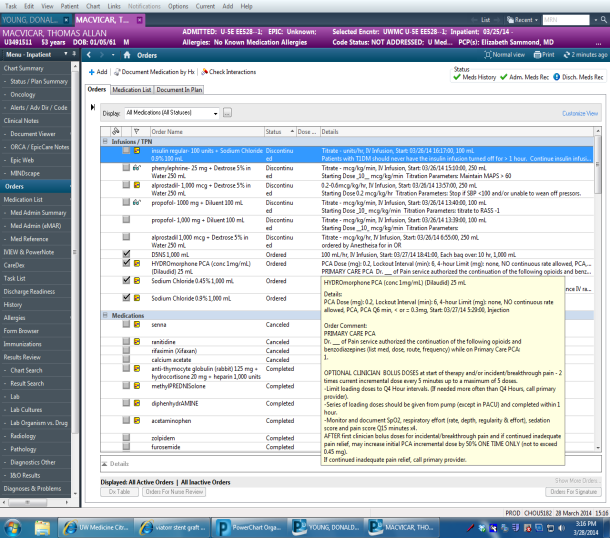 Task Edit View Patient Chart Links Notifications Options Current Add Help
YOUNG, DONAL... MACVICAR, T... List Recent
MACVICAR, THOMAS ALLAN
U3491511 53 years DOB: 01/05/61 M
ADMITTED: U-5E EE528--1; EPIC: Unknown;
Allergies: No Known Medication Allergies
Selected Encntr: UWMC U-5E EE528--1; Inpatient; 03/25/14 -
Code Status: NOT ADDRESSED: U Med... PCP(s): Elizabeth Sammond, MD
Menu - Inpatient Orders Normal view Print 2 minutes ago
Chart Summary
- Status / Plan Summary
- Oncology
- Alerts / Adv Dir / Code
Clinical Notes
- Document Viewer
- ORCA / EpicCare Notes
- Epic Web
- MINDscape
Orders
Medication List
- Med Admin Summary
- Med Admin (eMAR)
- Med Reference
IVIEW & PowerNote
CareDex
Task List
Discharge Readiness
History
Allergies
Form Browser
Immunizations
Results Review
- Chart Search
- Result Search
- Lab
- Lab Cultures
- Lab Organism vs. Drug
- Radiology
- Pathology
- Diagnostics Other
- I&O Results
Diagnoses & Problems
+ Add Document Medication by Hx Check Interactions
Status
Meds History Adm. Meds Rec Disch. Meds Rec
Orders Medication List Document In Plan
Display: All Medications (All Statuses) ... Customize View
Order Name Status Dose ... Details
Infusions / TPN
insulin regular- 100 units + Sodium Chloride 0.9% 100 mL Discontinued Titrate - units/hr, IV Infusion, Start: 03/26/14 16:17:00, 100 mL
Patients with T1DM should never have the insulin infusion turned off for > 1 hour. Continue insulin infusi...
phenylephrine- 25 mg + Dextrose 5% in Water 250 mL Discontinued Titrate - mcg/kg/min, IV Infusion, Start: 03/26/14 15:10:00, 250 mL
Starting Dose _10_ mcg/kg/min Titration Parameters: Maintain MAPS > 60
alprostadil- 1,000 mcg + Dextrose 5% in Water 250 mL Discontinued 0.2-0.6mcg/kg/hr, IV Infusion, Start: 03/26/14 13:57:00, 250 mL
Starting Dose 0.2 mcg/kg/hr Titration Parameters: Stop if SBP <100 and/or unable to wean off pressors.
propofol- 1000 mg + Diluent 100 mL Discontinued Titrate - mcg/kg/min, IV Infusion, Start: 03/26/14 13:40:00, 100 mL
Starting Dose _10_ mcg/kg/min Titration Parameters: titrate to RASS -1
propofol- 1,000 mg + Diluent 100 mL Discontinued Titrate - mcg/kg/min, IV Infusion, Start: 03/26/14 13:39:00, 100 mL
Starting Dose __10_ mcg/kg/min Titration Parameters:
alprostadil 1,000 mcg + Dextrose 5% in Water 250 mL Discontinued Titrate - mcg/kg/min, IV Infusion, Start: 03/26/14 6:55:00, 250 mL
ordered by Anesthesia for in OR
D5NS 1,000 mL Ordered 100 mL/hr, IV Infusion, Start: 03/27/14 18:41:00, Each bag over: 10 hr, 1,000 mL
HYDROmorphone PCA (conc 1mg/mL) (Dilaudid) 25 mL Ordered PCA Dose (mg): 0.2, Lockout Interval (min): 6, 4-hour Limit (mg): none, NO continuous rate allowed, PCA,...
PRIMARY CARE PCA Dr. ___ of Pain service authorized the continuation of the following opioids and benz...
Sodium Chloride 0.45% 1,000 mL Ordered
Sodium Chloride 0.9% 1,000 mL Ordered
Medications
senna Canceled
ranitidine Canceled
rifaximin (Xifaxan) Canceled
calcium acetate Canceled
anti-thymocyte globulin (rabbit) 125 mg + hydrocortisone 20 mg + heparin 1,000 units Completed
methylPREDNISolone Completed
diphenhydrAMINE Completed
acetaminophen Completed
zolpidem Completed
furosemide Completed
HYDROmorphone PCA (conc 1mg/mL) (Dilaudid) 25 mL
Details:
PCA Dose (mg): 0.2, Lockout Interval (min): 6, 4-hour Limit (mg): none, NO continuous rate
allowed, PCA, PCA Q6 min, < or = 0.3mg, Start: 03/27/14 5:29:00, Injection
Order Comment:
PRIMARY CARE PCA
Dr. ___ of Pain Service authorized the continuation of the following opioids and
benzodiazepines (list med, dose, route, frequency) while on Primary Care PCA:
1.
OPTIONAL CLINICIAN BOLUS DOSES at start of therapy and/or incident/breakthrough pain - 2
times current incremental dose every 5 minutes up to a maximum of 5 doses.
-Limit loading doses to Q4 Hour intervals. (If needed more often than Q4 Hours, call primary
provider).
-Series of loading doses should be given from pump (except in PACU) and completed within 1
hour.
-Monitor and document SpO2, respiratory effort (rate, depth, regularity & effort), sedation
score and pain score Q15 minutes x4.
AFTER first clinician bolus doses for incidental/breakthrough pain and if continued inadequate
pain relief, may increase initial PCA incremental dose by 50% ONE TIME ONLY (not to exceed
0.45 mg).
If continued inadequate pain relief, call primary provider.
Details
Displayed: All Active Orders | All Inactive Orders Show More Orders...
Dx Table Orders For Nurse Review Orders For Signature
PROD CHOU5182 28 March 2014 15:16
UW Medicine Citr... viatorr stent graft ... PowerChart Orga... YOUNG, DONALD... MACVICAR, THO... 3:16 PM
3/28/2014